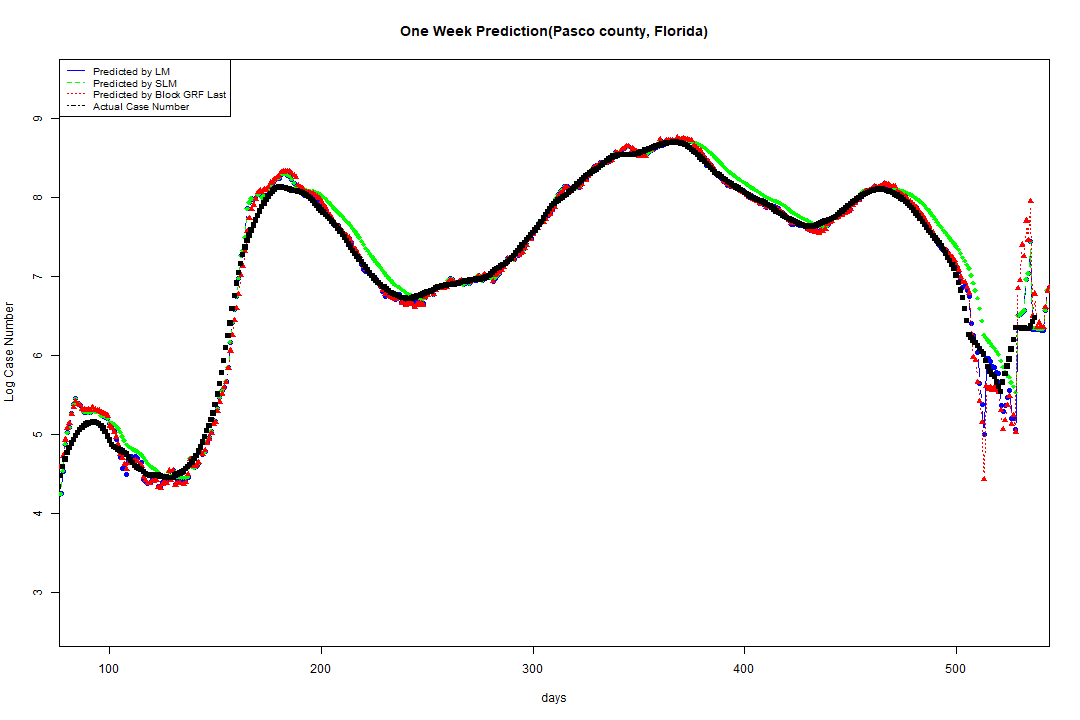 One Week Prediction(Pasco county, Florida)
Predicted by LM
Predicted by SLM
Predicted by Block GRF Last
Actual Case Number
Log Case Number
9
8
7
6
5
4
3
100 200 300 400 500
days